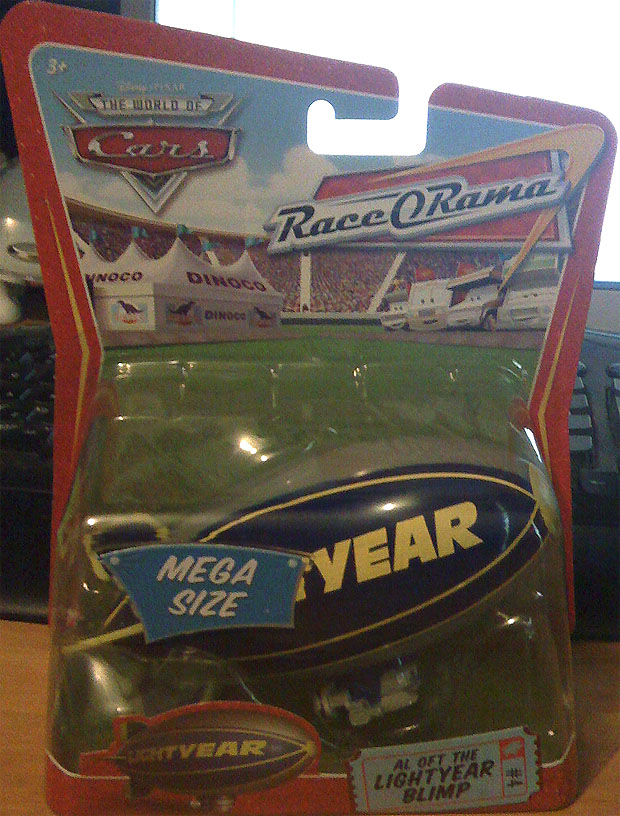 3+
Disney PIXAR
THE WORLD OF
Cars
Race O Rama
DINOCO
DINOCO
YEAR
MEGA
SIZE
LIGHTYEAR
AL OFT THE
LIGHTYEAR
BLIMP